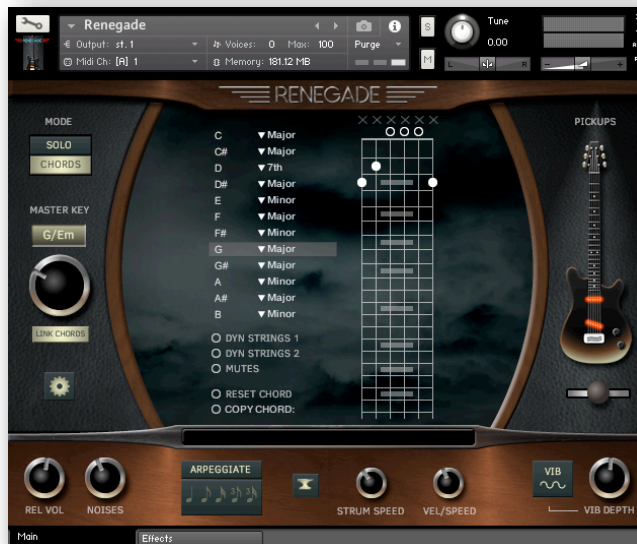 Renegade
S
Tune
Output: st.1
Voices: 0 Max: 100
Purge
0.00
Midi Ch: [A] 1
Memory: 181.12 MB
M
L
R
-
+
RENEGADE
MODE
SOLO
CHORDS
MASTER KEY
G/Em
LINK CHORDS
C ▼Major
C# ▼Major
D ▼7th
D# ▼Major
E ▼Minor
F ▼Major
F# ▼Minor
G ▼Major
G# ▼Major
A ▼Minor
A# ▼Major
B ▼Minor
DYN STRINGS 1
DYN STRINGS 2
MUTES
RESET CHORD
COPY CHORD:
XXXXXX
PICKUPS
REL VOL
NOISES
ARPEGGIATE
STRUM SPEED
VEL/SPEED
VIB
VIB DEPTH
Main
Effects